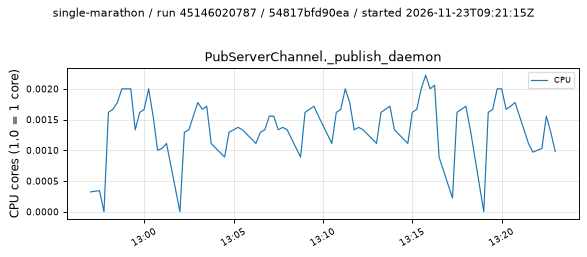 single-marathon / run 45146020787 / 54817bfd90ea / started 2026-11-23T09:21:15Z
PubServerChannel._publish_daemon
CPU
CPU cores (1.0 = 1 core)
0.0020
0.0015
0.0010
0.0005
0.0000
13:00
13:05
13:10
13:15
13:20